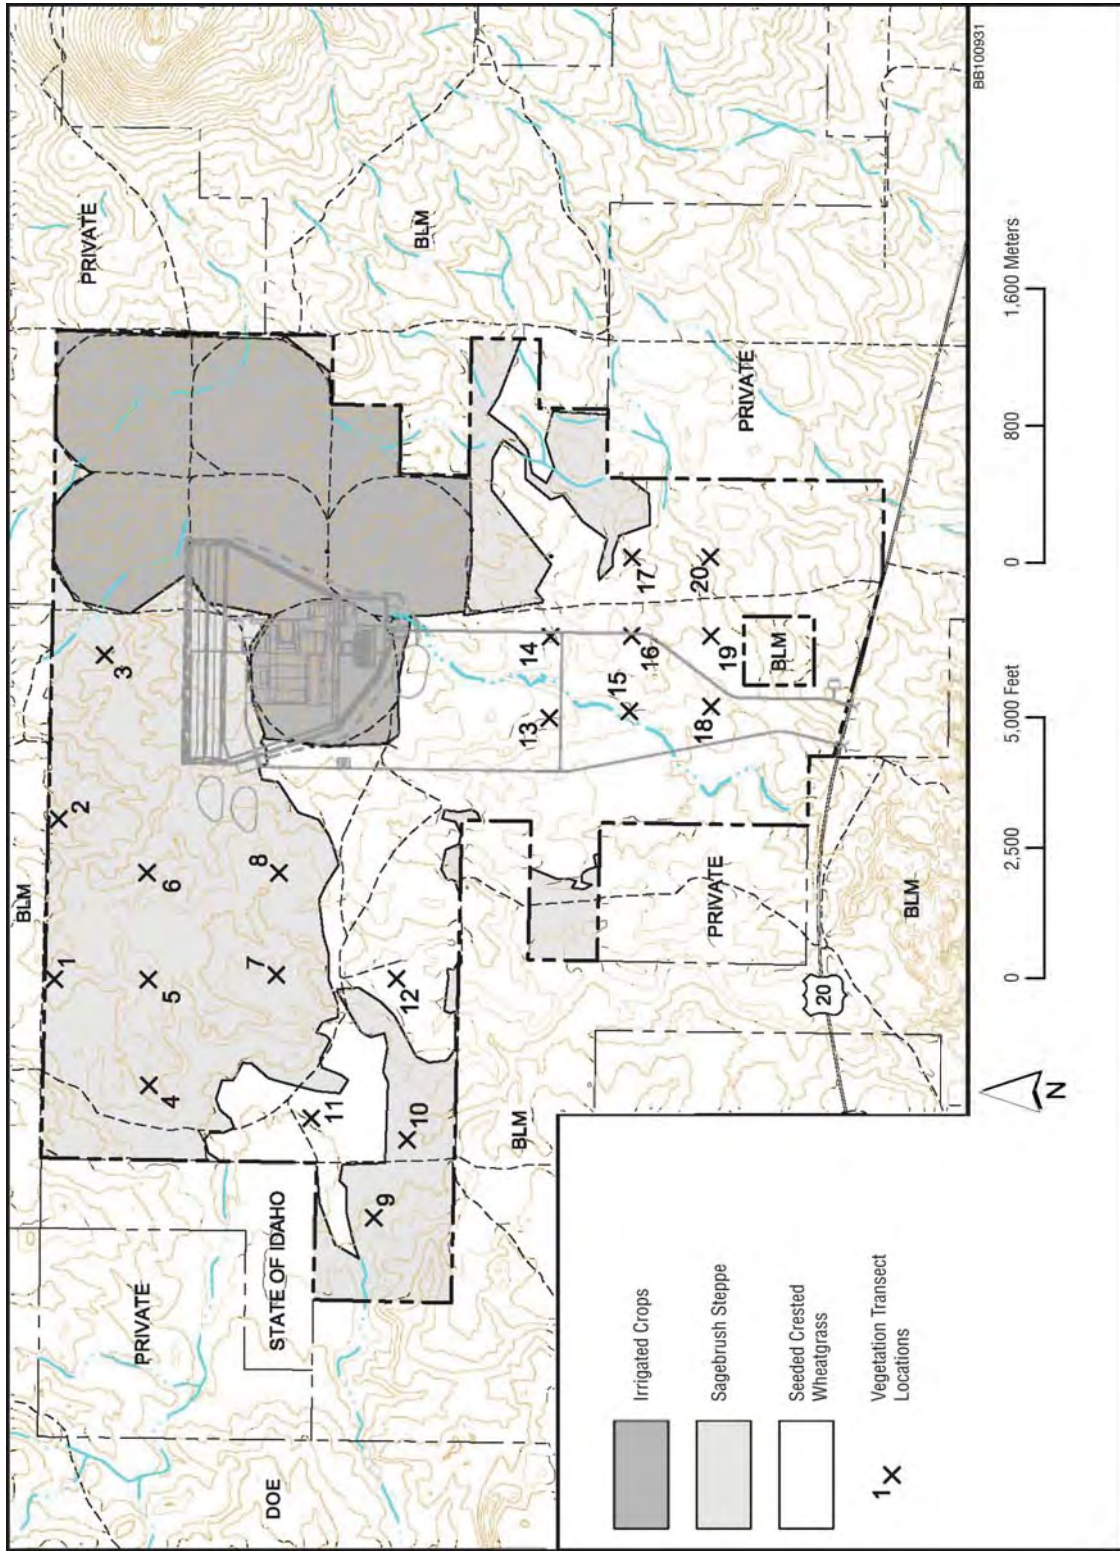 BLM
PRIVATE
PRIVATE
BLM
STATE OF IDAHO
DOE
1
2
3
4
5
6
7
8
9
10
11
12
13
14
15
16
17
18
19
20
BLM
BLM
PRIVATE
PRIVATE
BLM
20
Irrigated Crops
Sagebrush Steppe
Seeded Crested
Wheatgrass
1
Vegetation Transect
Locations
N
0 2,500 5,000 Feet
0 800 1,600 Meters
BB100931